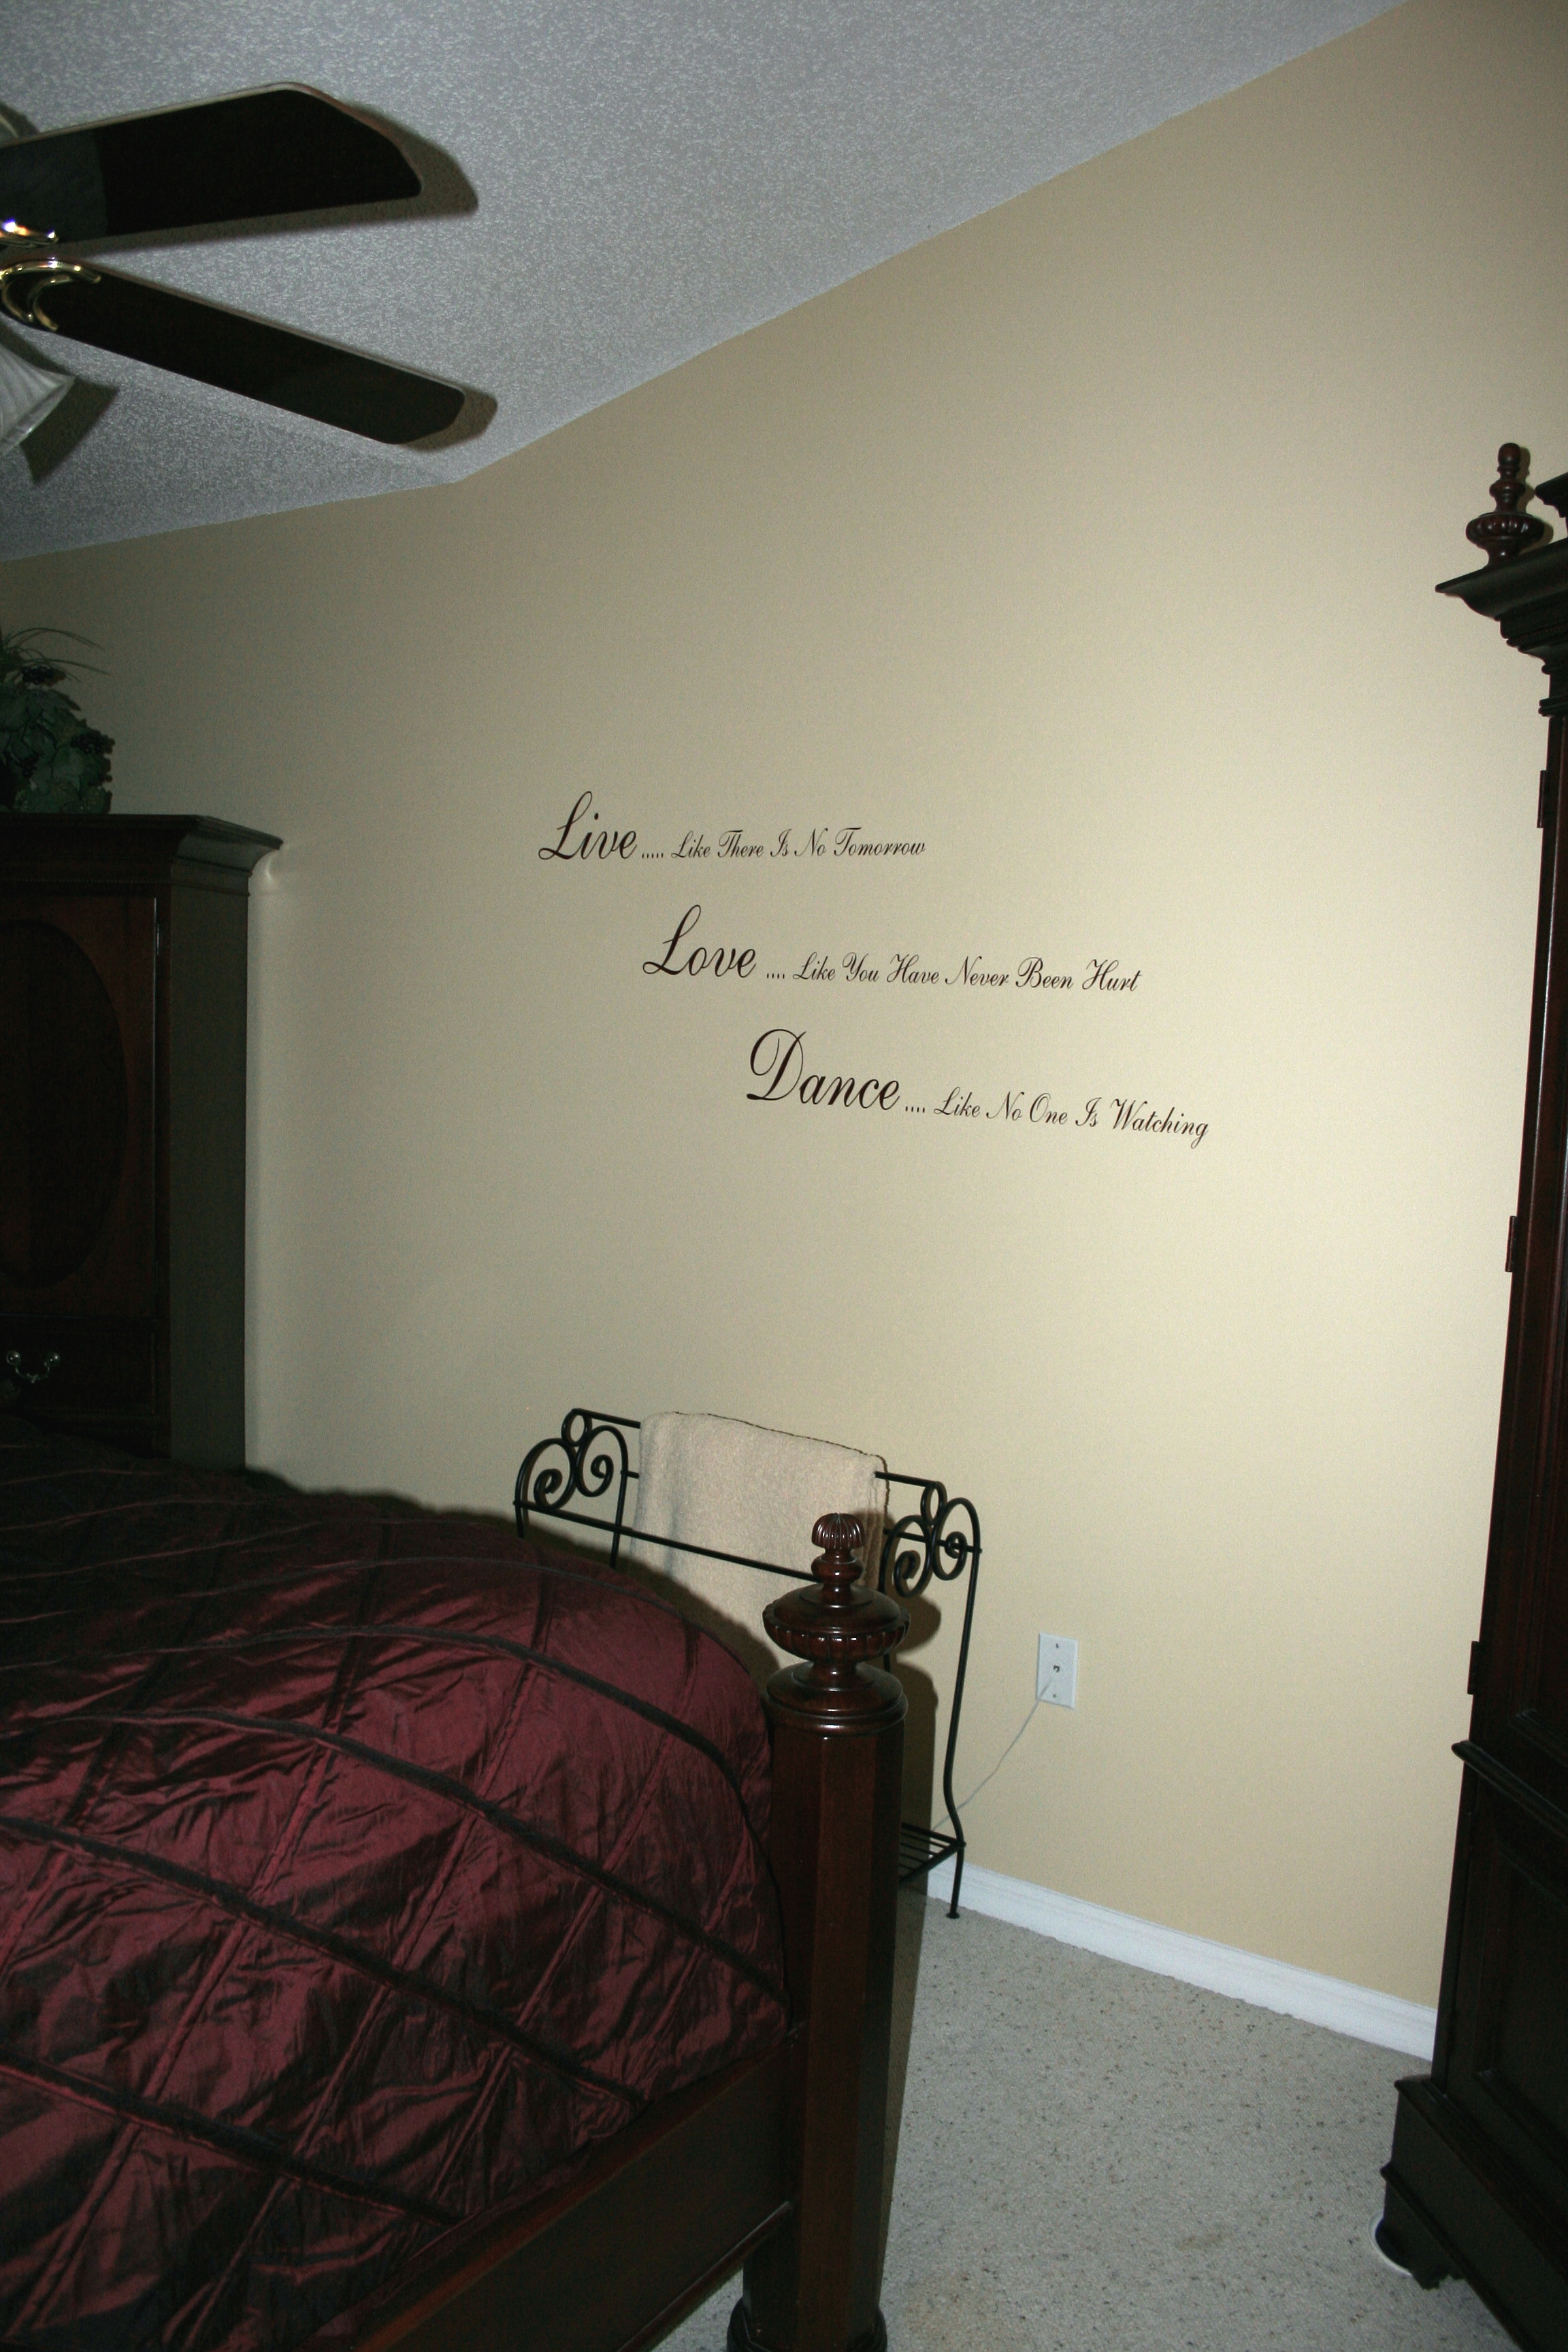 Live..... Like There Is No Tomorrow
Love .... Like You Have Never Been Hurt
Dance.... Like No One Is Watching